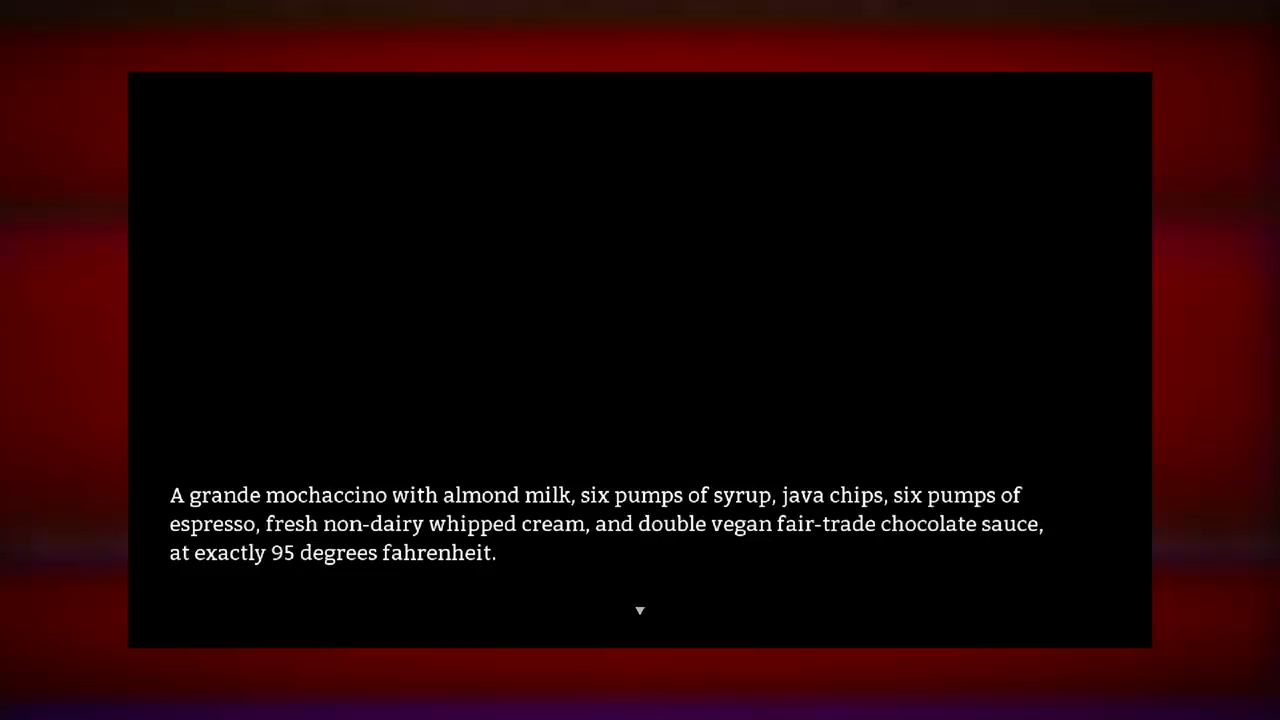 A grande mochaccino with almond milk, six pumps of syrup, java chips, six pumps of
espresso, fresh non-dairy whipped cream, and double vegan fair-trade chocolate sauce,
at exactly 95 degrees fahrenheit.